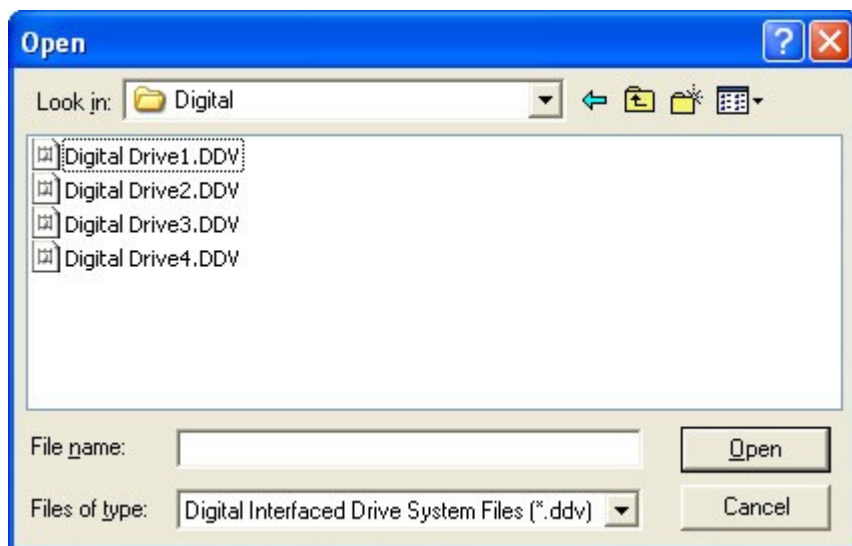 Open
Look in: Digital
Digital Drive1.DDV
Digital Drive2.DDV
Digital Drive3.DDV
Digital Drive4.DDV
File name: Open
Files of type: Digital Interfaced Drive System Files (*.ddv) Cancel